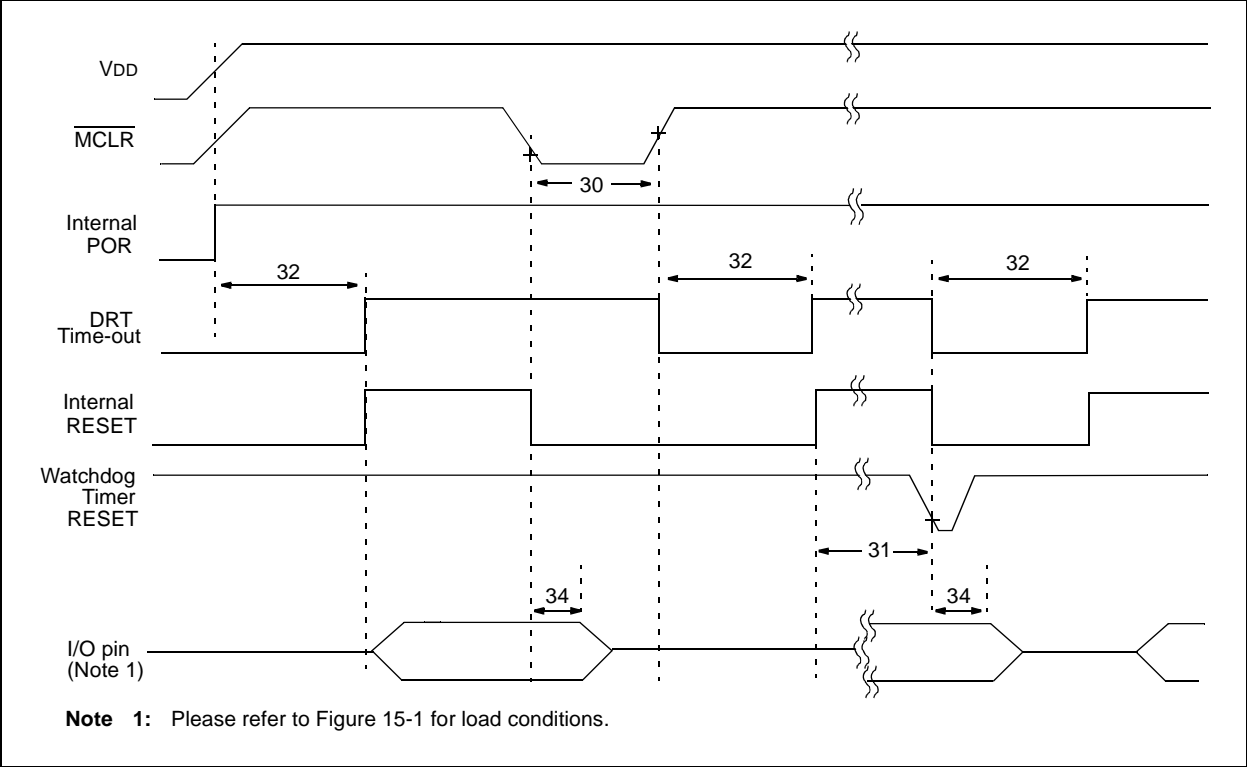 VDD
MCLR
30
Internal
POR
32
32
32
DRT
Time-out
Internal
RESET
Watchdog
Timer
RESET
31
34
34
I/O pin
(Note 1)
Note 1: Please refer to Figure 15-1 for load conditions.